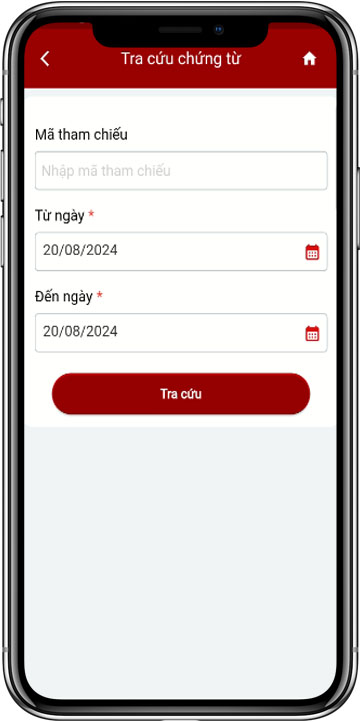 Tra cứu chứng từ
Mã tham chiếu
Nhập mã tham chiếu
Từ ngày *
20/08/2024
Đến ngày *
20/08/2024
Tra cứu